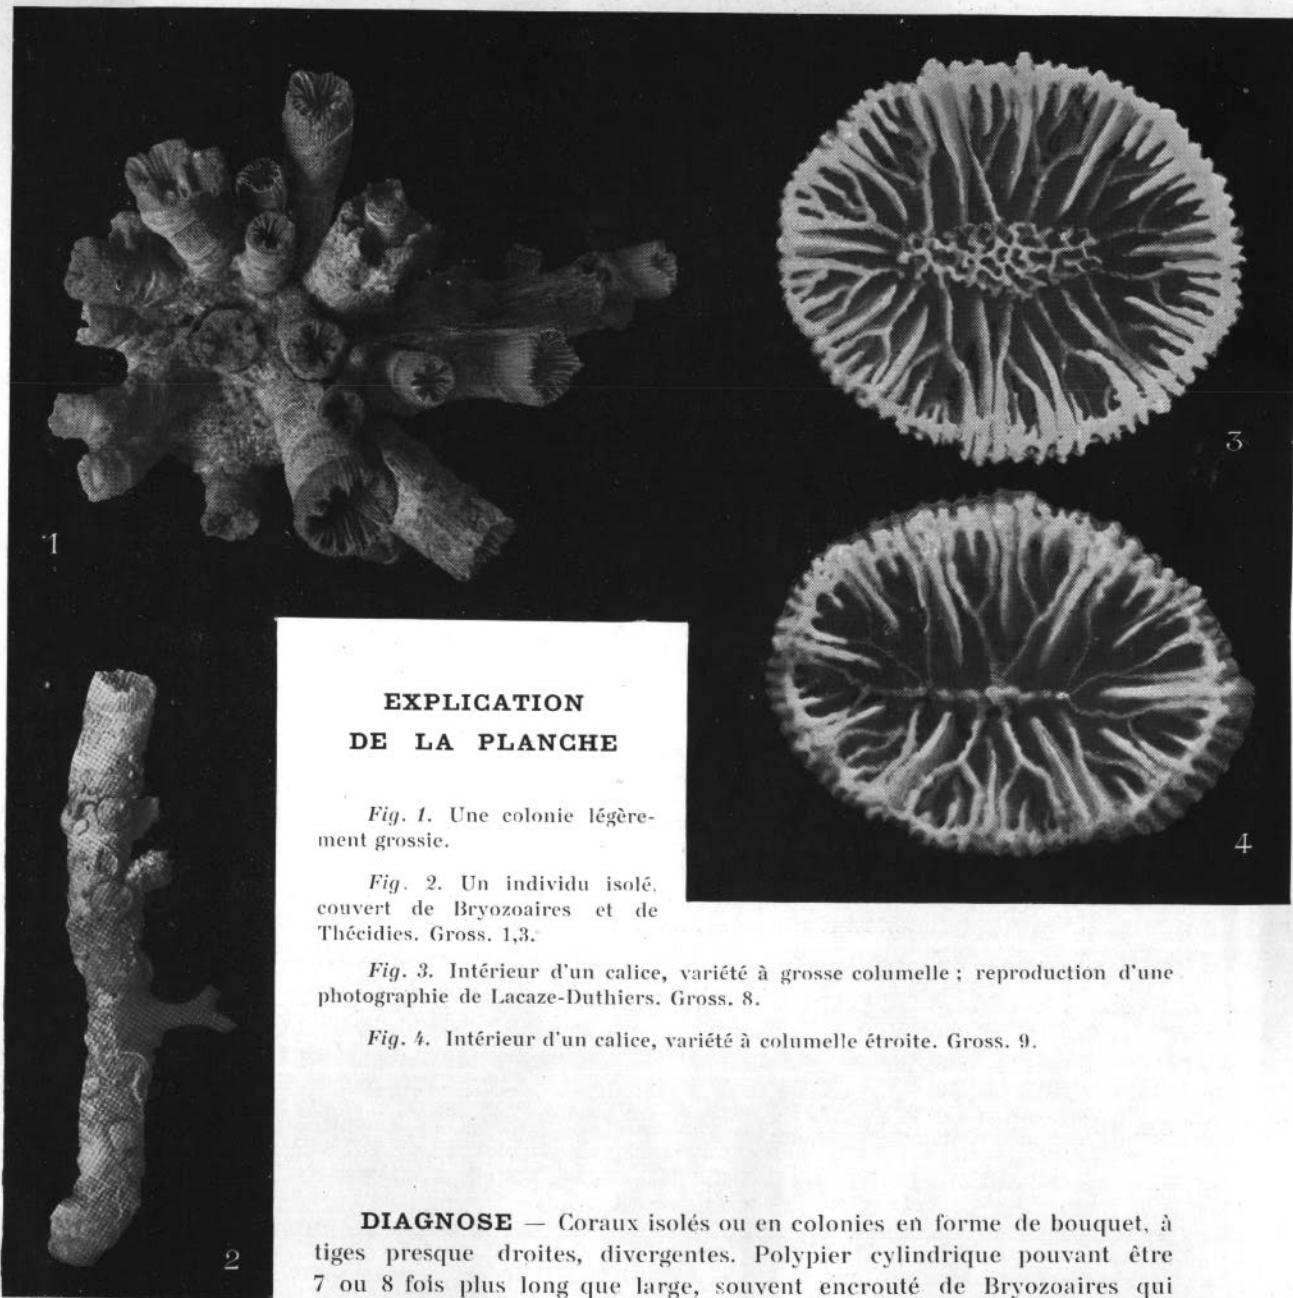 1
3
4
2
EXPLICATION
DE LA PLANCHE
Fig. 1. Une colonie légère-
ment grossie.
Fig. 2. Un individu isolé,
couvert de Bryozoaires et de
Thécidies. Gross. 1,3.
Fig. 3. Intérieur d'un calice, variété à grosse columelle ; reproduction d'une
photographie de Lacaze-Duthiers. Gross. 8.
Fig. 4. Intérieur d'un calice, variété à columelle étroite. Gross. 9.
DIAGNOSE — Coraux isolés ou en colonies en forme de bouquet, à
tiges presque droites, divergentes. Polypier cylindrique pouvant être
7 ou 8 fois plus long que large, souvent encrouté de Bryozoaires qui